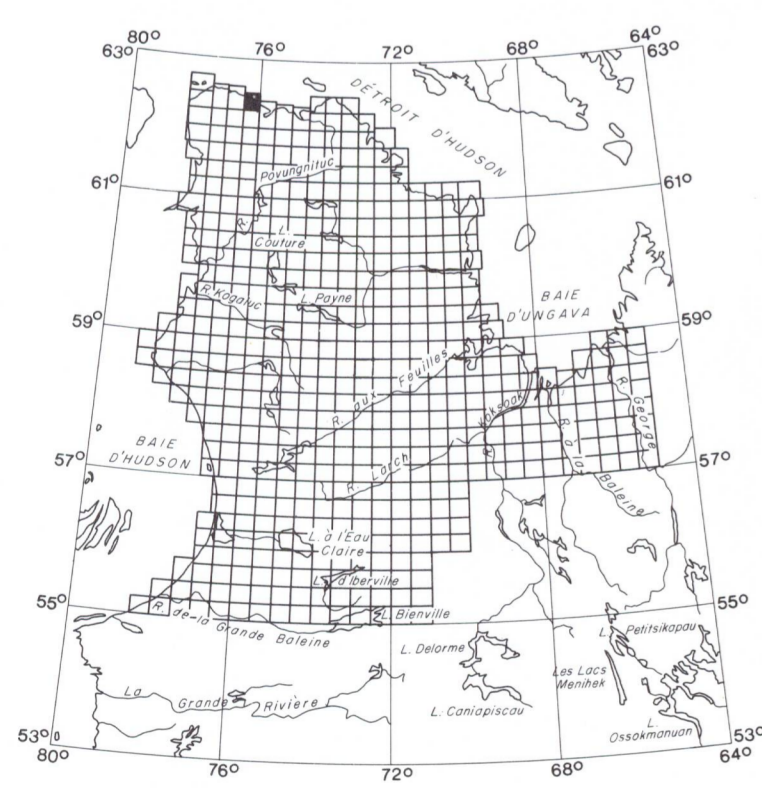 80°
76°
72°
68°
64°
63°
63°
DÉTROIT D'HUDSON
Povungnituc
R.
61°
61°
L.
Couture
R. Kogaluc
L. Payne
BAIE
D'UNGAVA
59°
59°
R. aux Feuilles
Koksoak
R.
R. à la
Baleine
R. George
BAIE
D'HUDSON
57°
57°
R. Larch
L. à l'Eau
Claire
L. d'Iberville
55°
55°
R. de-la Grande Baleine
L. Bienville
L. Delorme
L. Petitsikapau
Les Lacs
Menihek
La Grande Rivière
L. Caniapiscau
L.
Ossokmanuan
53°
53°
80°
76°
72°
68°
64°